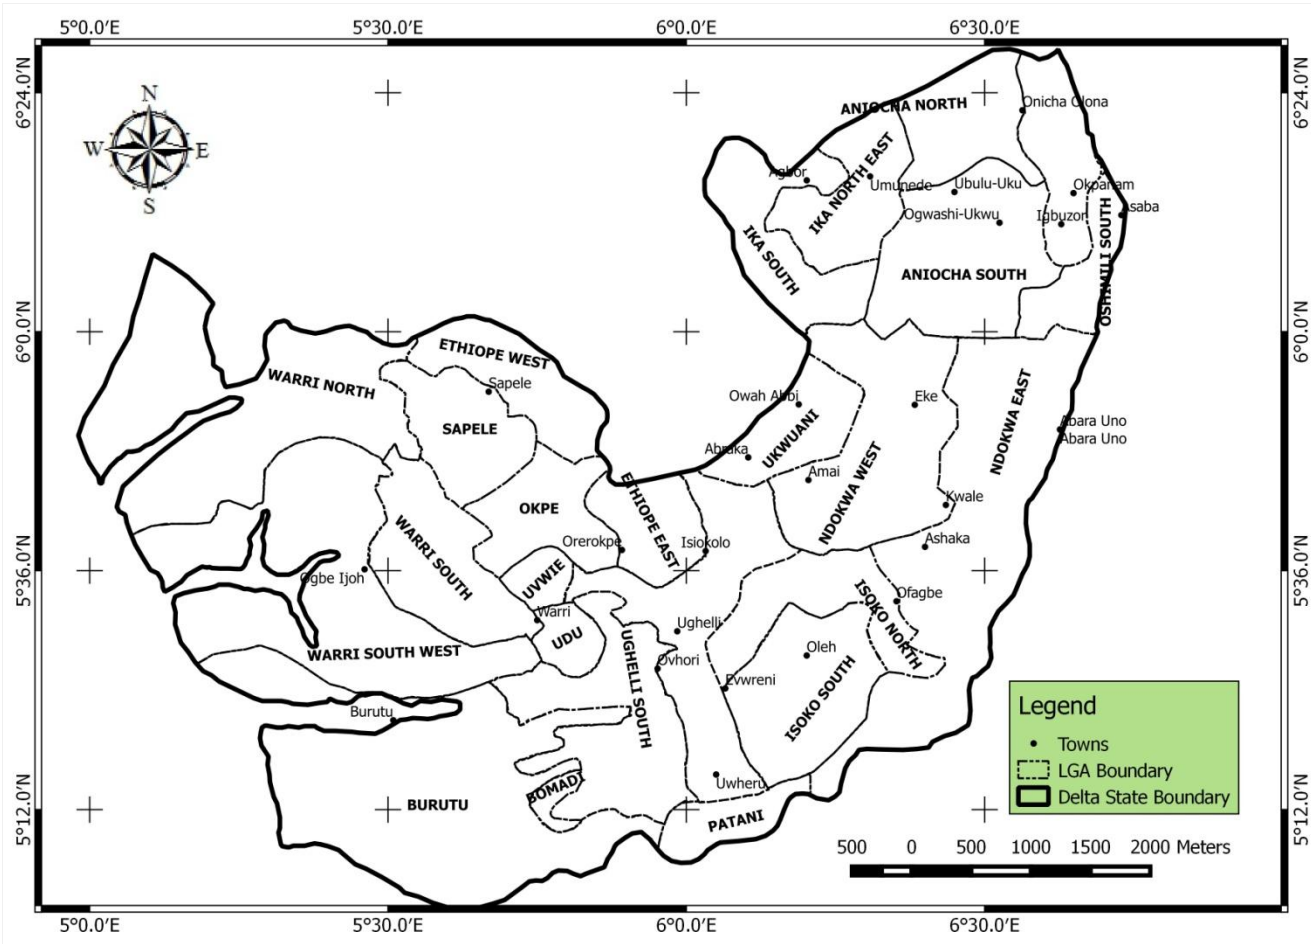 5°0.0'E 5°30.0'E 6°0.0'E 6°30.0'E
6°24.0'N
6°0.0'N
5°36.0'N
5°12.0'N
6°24.0'N
6°0.0'N
5°36.0'N
5°12.0'N
N
W E
S
ANIOCHA NORTH
Onicha Olona
Agbor
IKA NORTH EAST
Umunede
Ubulu-Uku
Okpanam
Ogwashi-Ukwu
Igbuzor
Asaba
IKA SOUTH
ANIOCHA SOUTH
OSHIMILI SOUTH
ETHIOPE WEST
WARRI NORTH
Sapele
SAPELE
Owah Abbi
Eke
UKWUANI
NDOKWA EAST
Abara Uno
Abara Uno
Abraka
Amai
NDOKWA WEST
Kwale
OKPE
ETHIOPE EAST
WARRI SOUTH
Orerokpe
Isiokolo
Ashaka
Ogbe Ijoh
UVWIE
Ofagbe
ISOKO NORTH
Warri
UDU
Ughelli
UGHELLI SOUTH
WARRI SOUTH WEST
Ovhori
Oleh
Evwreni
ISOKO SOUTH
Burutu
BURUTU
BOMADI
Uwheru
PATANI
Legend
Towns
LGA Boundary
Delta State Boundary
500 0 500 1000 1500 2000 Meters
5°0.0'E 5°30.0'E 6°0.0'E 6°30.0'E